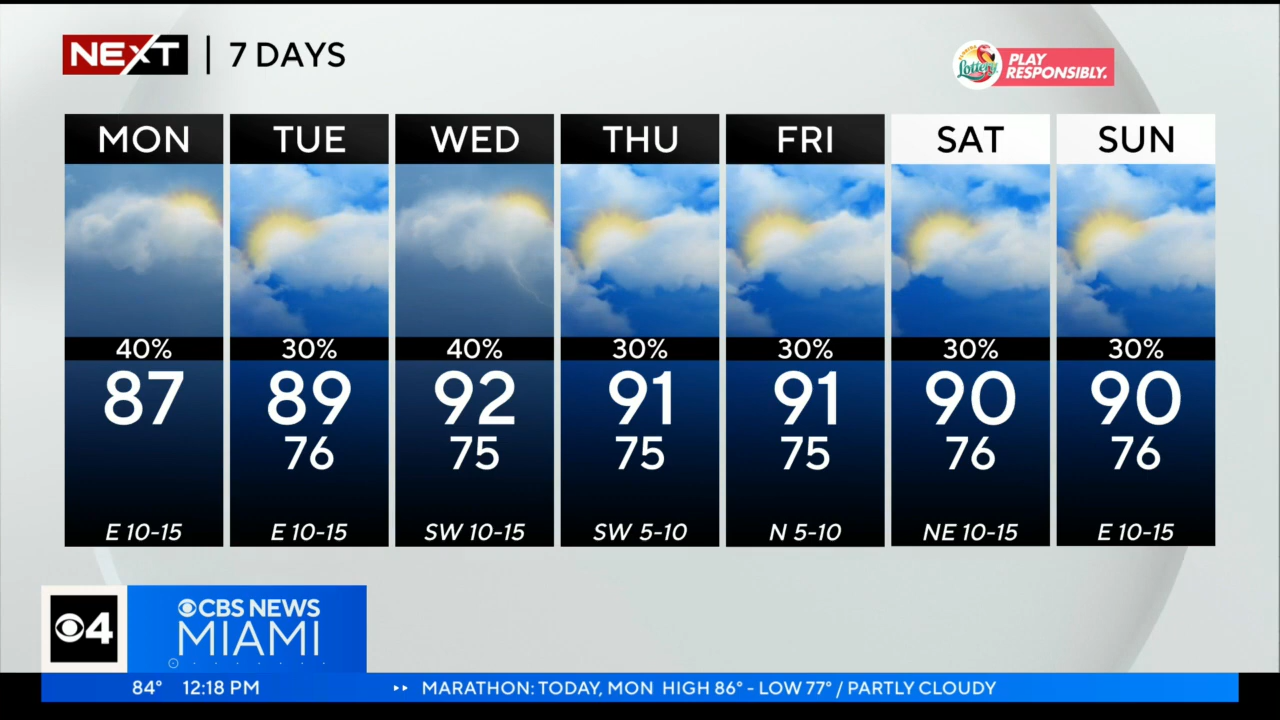 NEXT | 7 DAYS
FLORIDA Lottery PLAY RESPONSIBLY.
MON TUE WED THU FRI SAT SUN
40% 30% 40% 30% 30% 30% 30%
87 89 92 91 91 90 90
76 75 75 75 76 76
E 10-15 E 10-15 SW 10-15 SW 5-10 N 5-10 NE 10-15 E 10-15
4 CBS NEWS
MIAMI
84° 12:18 PM MARATHON: TODAY, MON HIGH 86° - LOW 77° / PARTLY CLOUDY